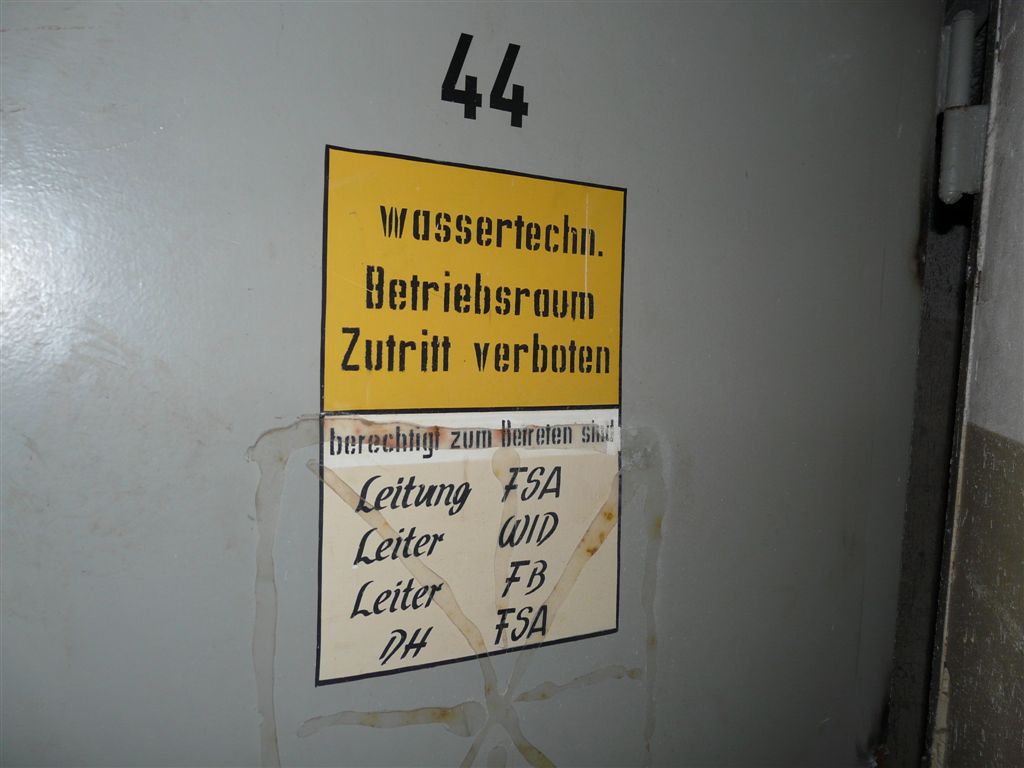 44
Wassertechn.
Betriebsraum
Zutritt verboten
berechtigt zum Betreten sind
Leitung FSA
Leiter WID
Leiter FB
DH FSA